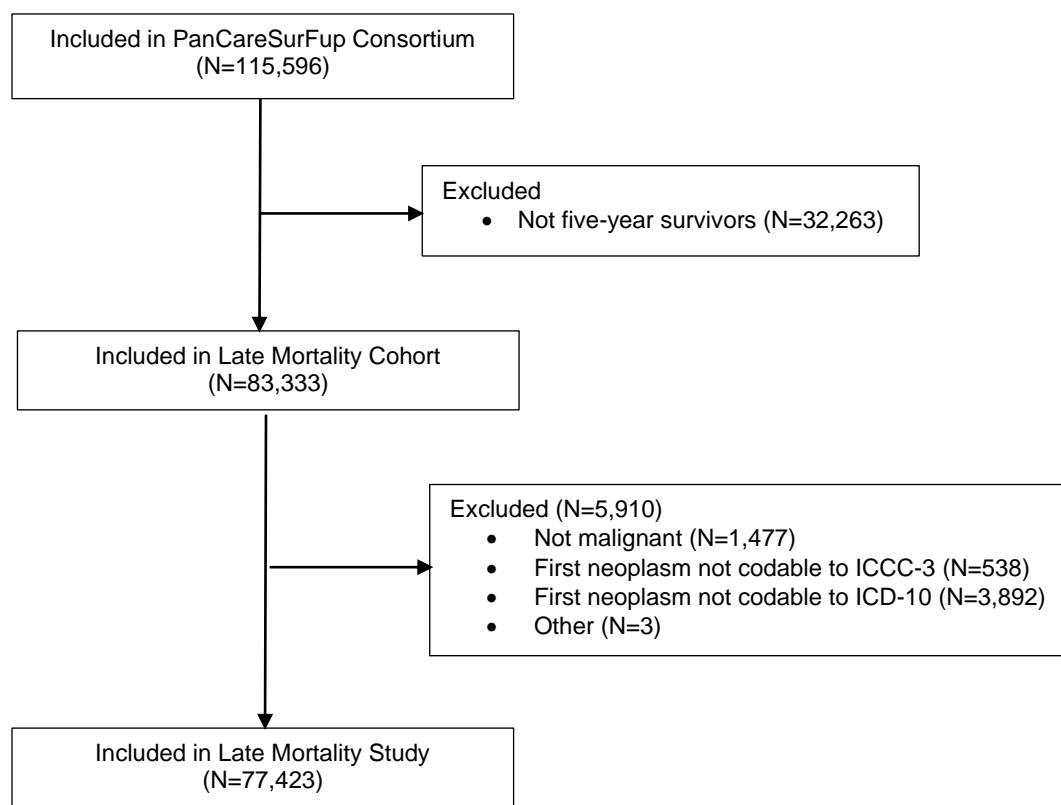 Included in PanCareSurFup Consortium
(N=115,596)
Excluded
• Not five-year survivors (N=32,263)
Included in Late Mortality Cohort
(N=83,333)
Excluded (N=5,910)
• Not malignant (N=1,477)
• First neoplasm not codable to ICCC-3 (N=538)
• First neoplasm not codable to ICD-10 (N=3,892)
• Other (N=3)
Included in Late Mortality Study
(N=77,423)